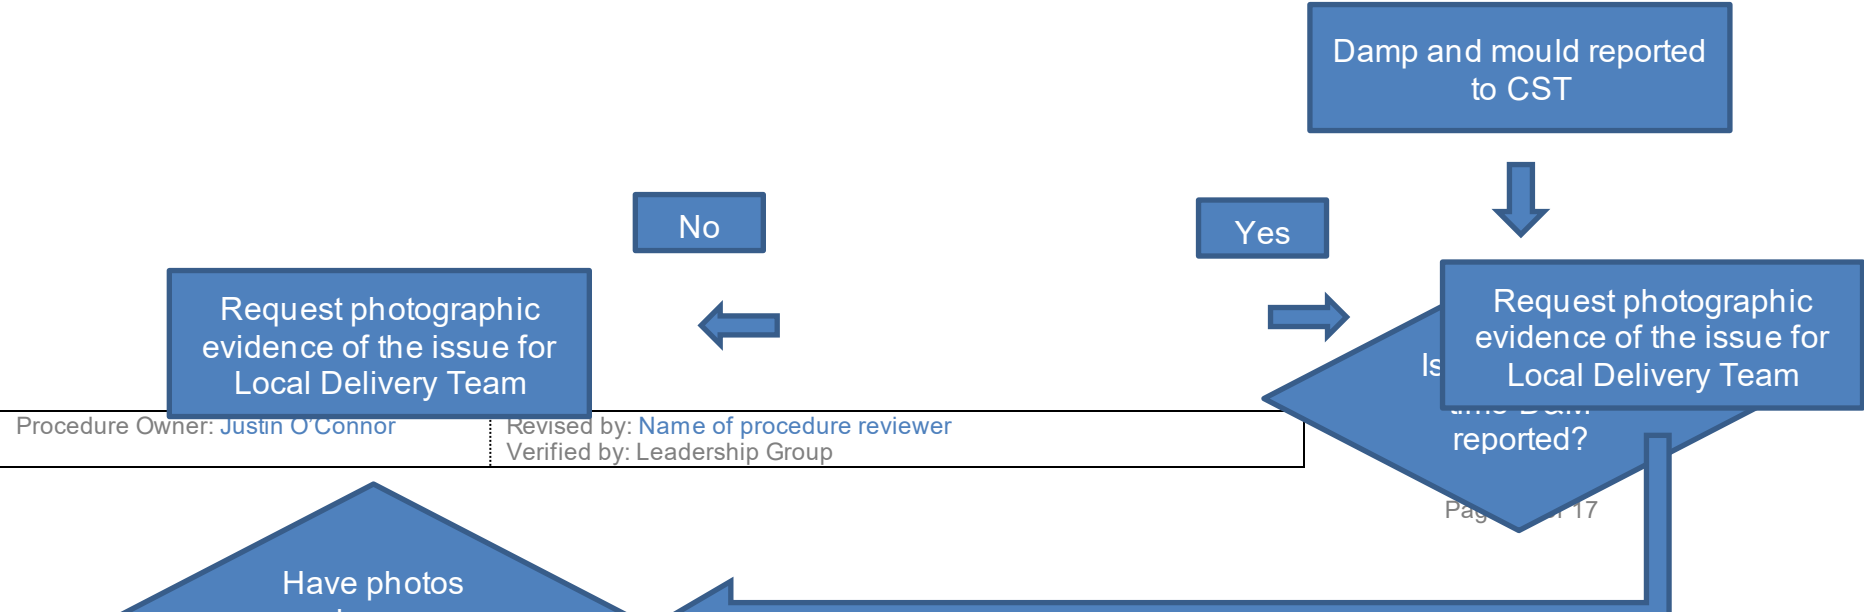 Damp and mould reported
to CST
No
Yes
Request photographic
evidence of the issue for
Local Delivery Team
Request photographic
evidence of the issue for
Local Delivery Team
Is
reported?
Procedure Owner: Justin O'Connor
Revised by: Name of procedure reviewer
Verified by: Leadership Group
17
Have photos